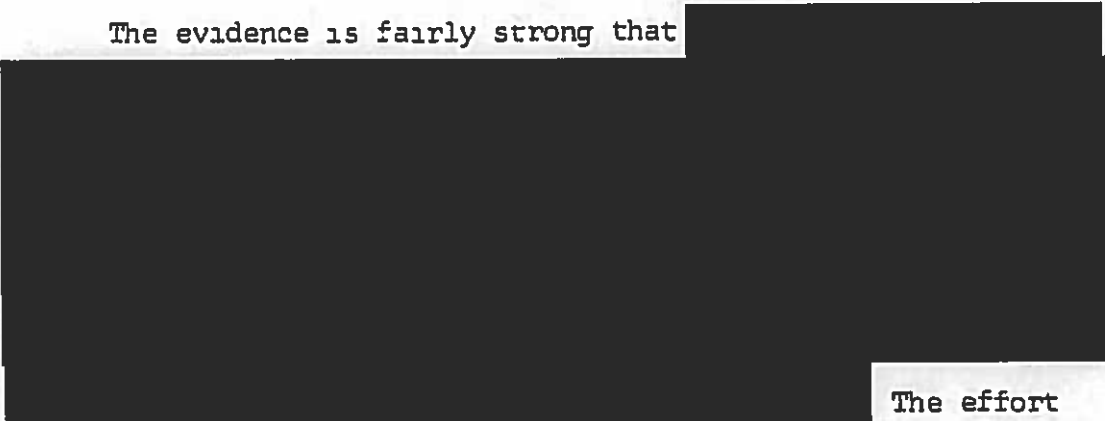 The evidence is fairly strong that
The effort